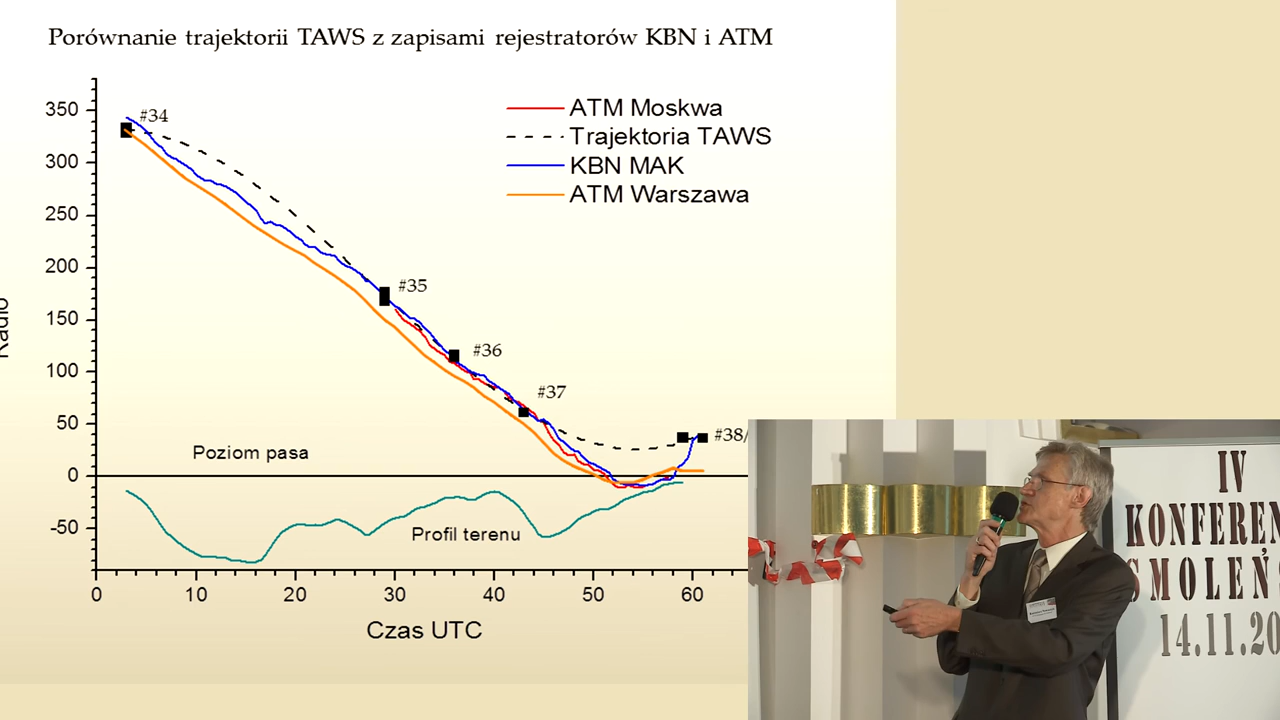 Porównanie trajektorii TAWS z zapisami rejestratorów KBN i ATM
350
300
250
200
150
100
50
0
-50
#34
#35
#36
#37
#38/
ATM Moskwa
Trajektoria TAWS
KBN MAK
ATM Warszawa
Poziom pasa
Profil terenu
0
10
20
30
40
50
60
Czas UTC
IV
KONFEREN
SMOLEŃ
14.11.20